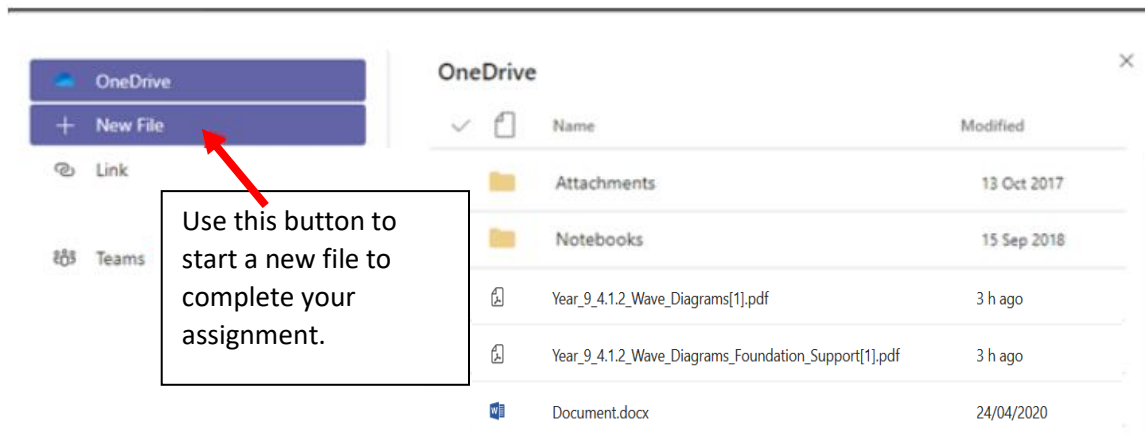 OneDrive
New File
Link
Teams
Use this button to
start a new file to
complete your
assignment.
OneDrive
Name Modified
Attachments 13 Oct 2017
Notebooks 15 Sep 2018
Year_9_4.1.2_Wave_Diagrams[1].pdf 3 h ago
Year_9_4.1.2_Wave_Diagrams_Foundation_Support[1].pdf 3 h ago
Document.docx 24/04/2020